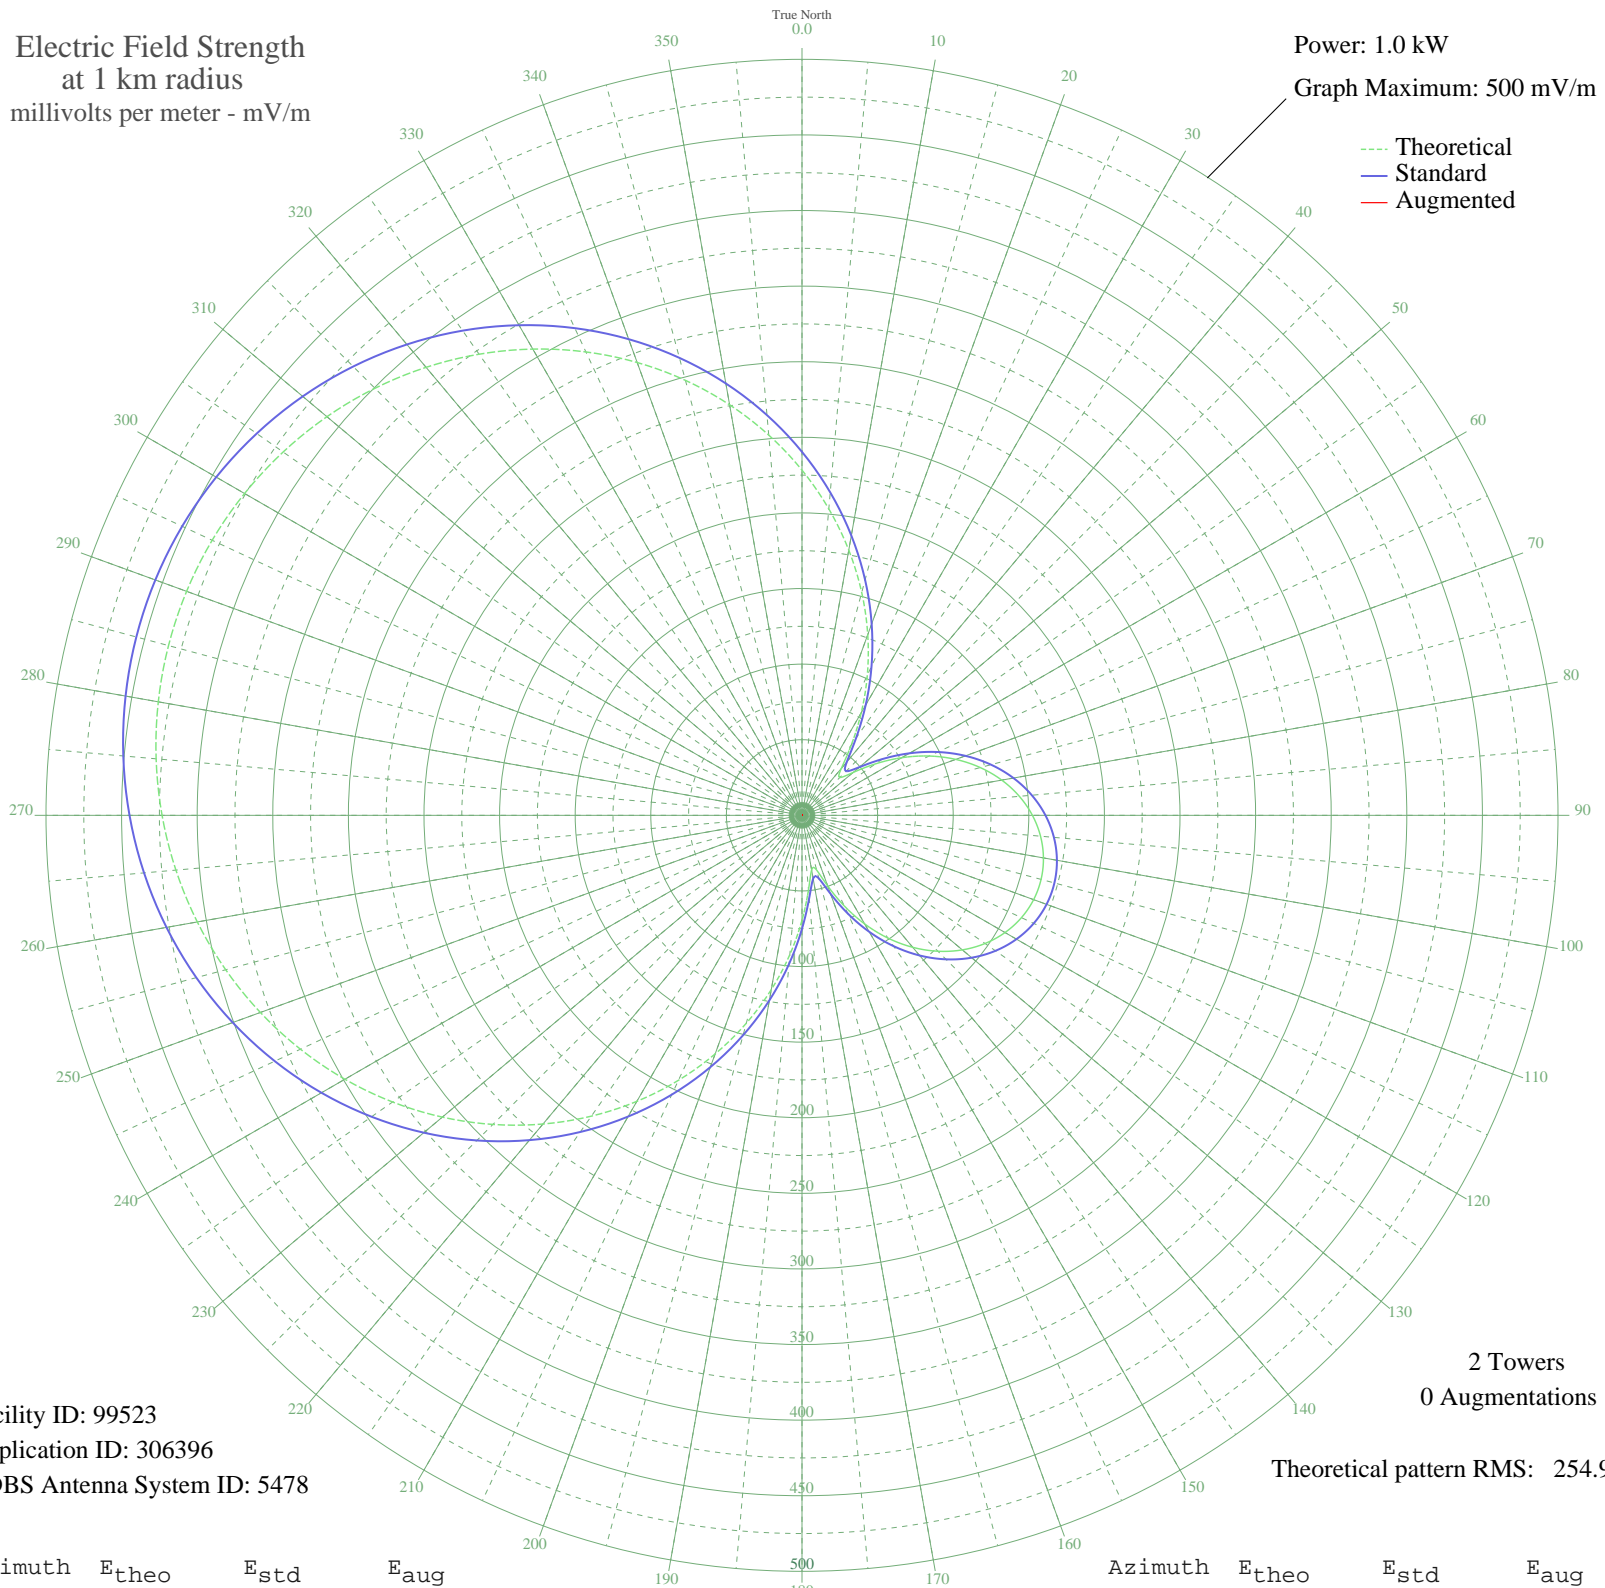 True North
0.0
Electric Field Strength
at 1 km radius
millivolts per meter - mV/m
Power: 1.0 kW
Graph Maximum: 500 mV/m
Theoretical
Standard
Augmented
10
20
30
40
50
60
70
80
90
100
110
120
130
140
150
160
170
190
200
210
220
230
240
250
260
270
280
290
300
310
320
330
340
350
100
150
200
250
300
350
400
450
500
2 Towers
0 Augmentations
Theoretical pattern RMS: 254.9
cility ID: 99523
plication ID: 306396
DBS Antenna System ID: 5478
imuth Etheo Estd Eaug
Azimuth Etheo Estd Eaug